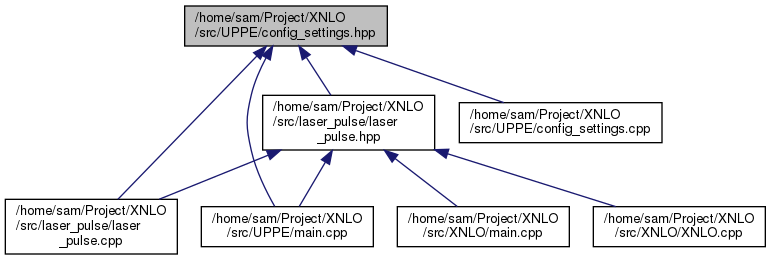 /home/sam/Project/XNLO
/src/UPPE/config_settings.hpp
/home/sam/Project/XNLO
/src/laser_pulse/laser
_pulse.hpp
/home/sam/Project/XNLO
/src/UPPE/config_settings.cpp
/home/sam/Project/XNLO
/src/laser_pulse/laser
_pulse.cpp
/home/sam/Project/XNLO
/src/UPPE/main.cpp
/home/sam/Project/XNLO
/src/XNLO/main.cpp
/home/sam/Project/XNLO
/src/XNLO/XNLO.cpp